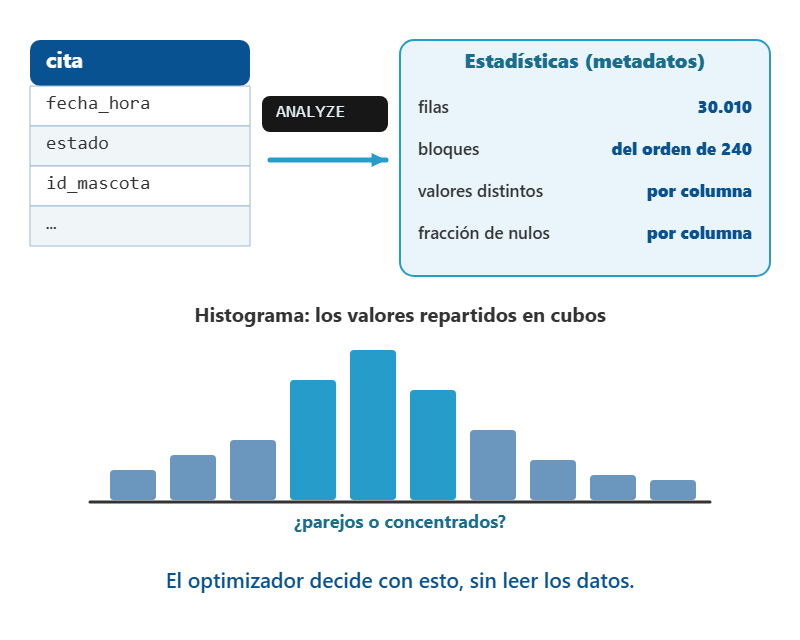 cita
fecha_hora
estado
id_mascota
…
ANALYZE
Estadísticas (metadatos)
filas 30.010
bloques del orden de 240
valores distintos por columna
fracción de nulos por columna
Histograma: los valores repartidos en cubos
¿parejos o concentrados?
El optimizador decide con esto, sin leer los datos.